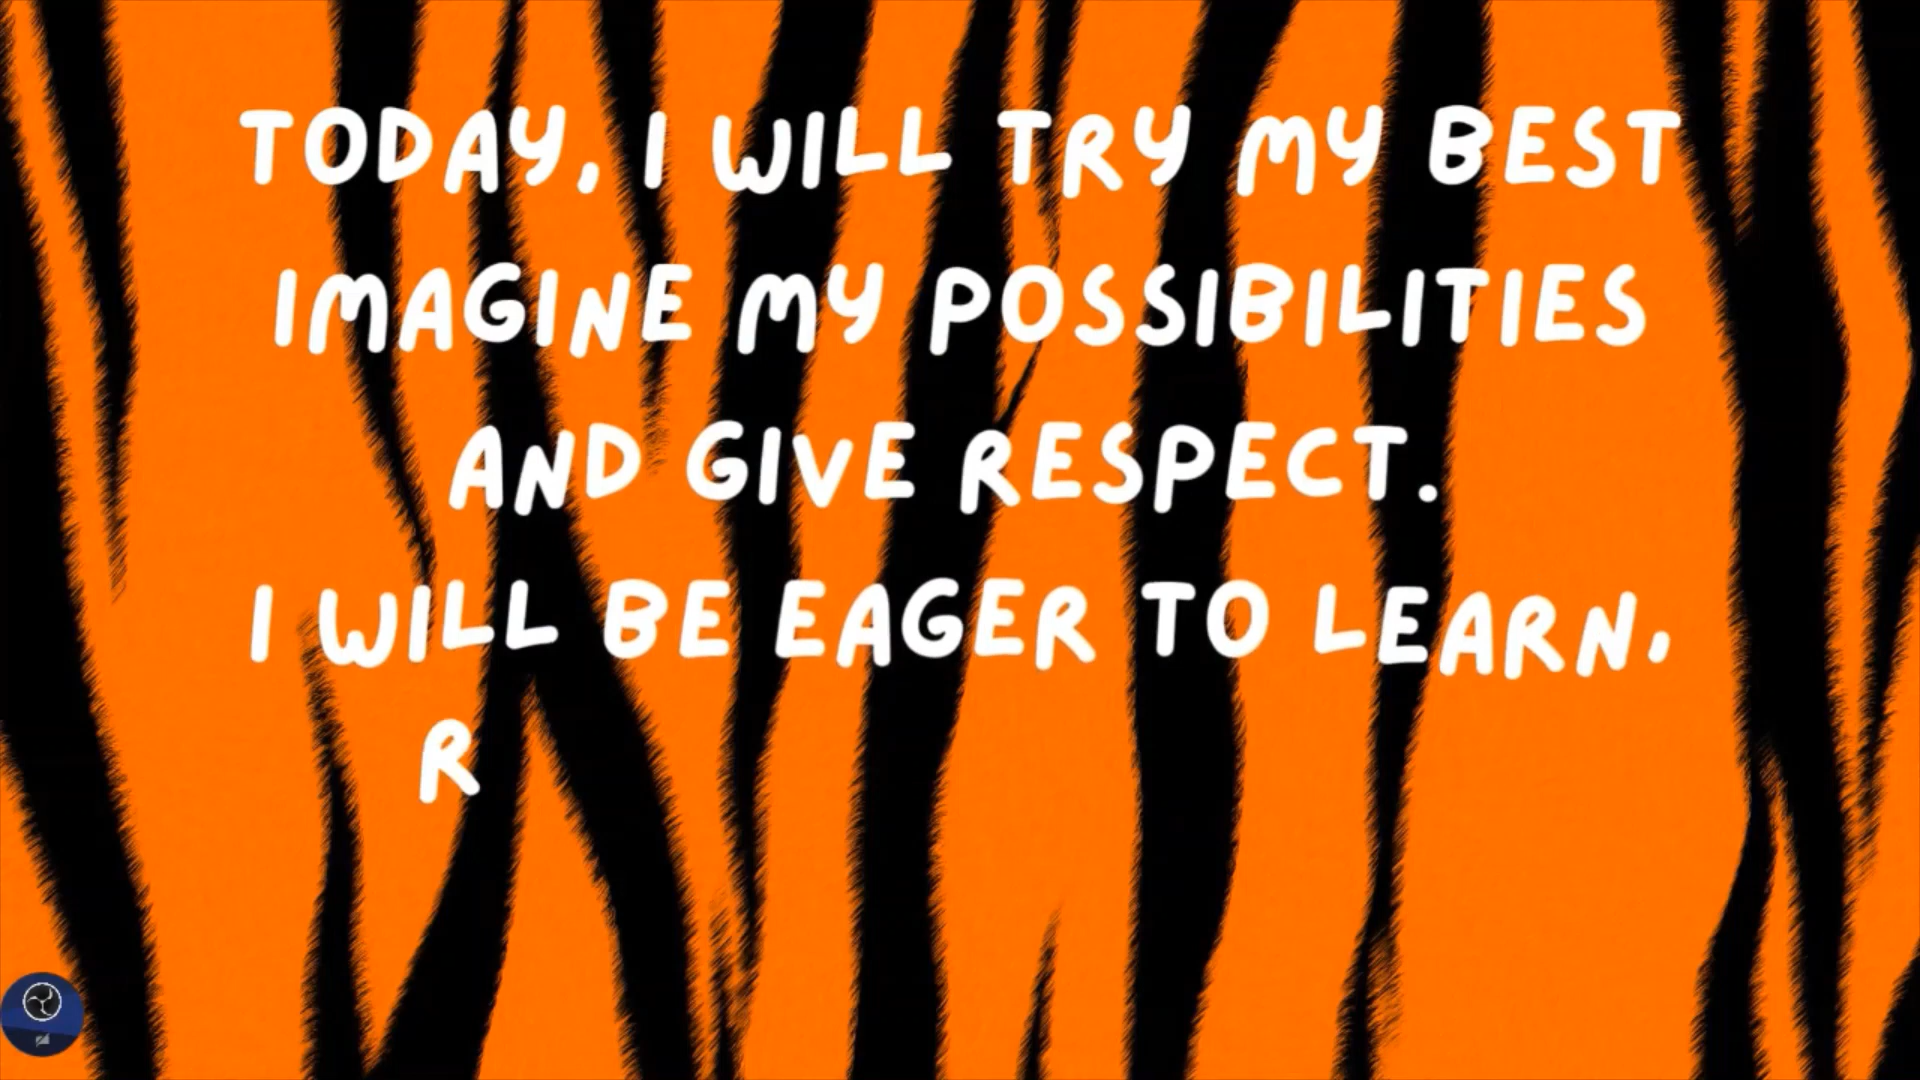 TODAY, I WILL TRY MY BEST
IMAGINE MY POSSIBILITIES
AND GIVE RESPECT.
I WILL BE EAGER TO LEARN,
R